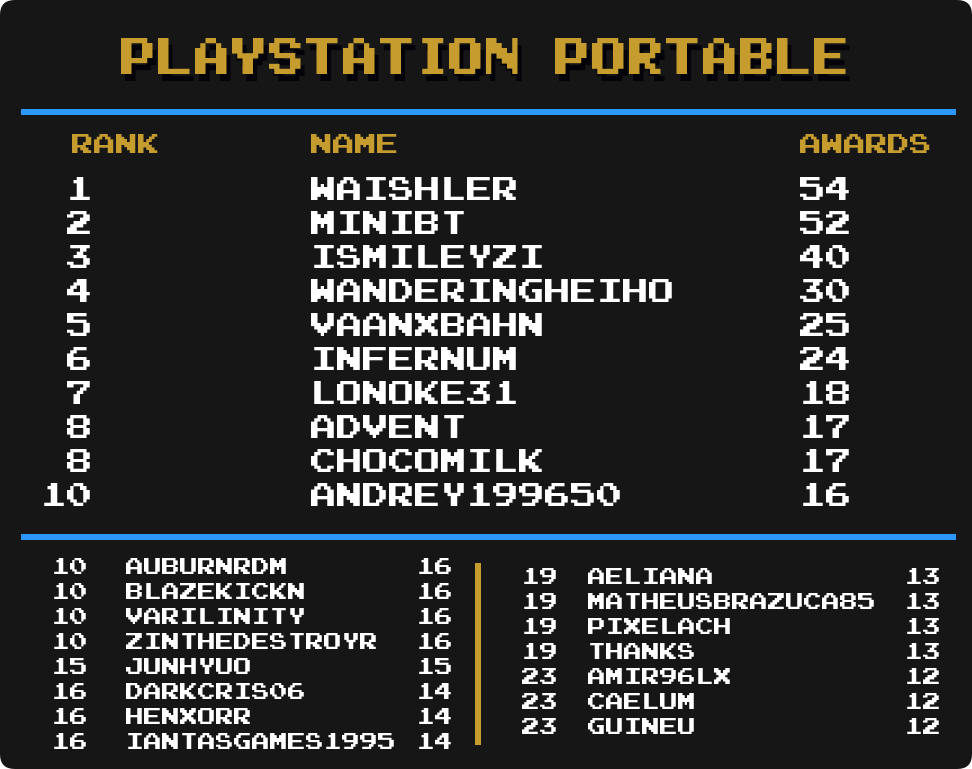 PLAYSTATION PORTABLE
RANK NAME AWARDS
1 WAISHLER 54
2 MINIBT 52
3 ISMILEYZI 40
4 WANDERINGHEIHO 30
5 VAANXBAHN 25
6 INFERNUM 24
7 LONOKE31 18
8 ADVENT 17
8 CHOCOMILK 17
10 ANDREY199650 16
10 AUBURNRDM 16
10 BLAZEKICKN 16
10 VARILINITY 16
10 ZINTHEDESTROYR 16
15 JUNHYUO 15
16 DARKCRIS06 14
16 HENXORR 14
16 IANTASGAMES1995 14
19 AELIANA 13
19 MATHEUSBRAZUCA85 13
19 PIXELACH 13
19 THANKS 13
23 AMIR96LX 12
23 CAELUM 12
23 GUINEU 12